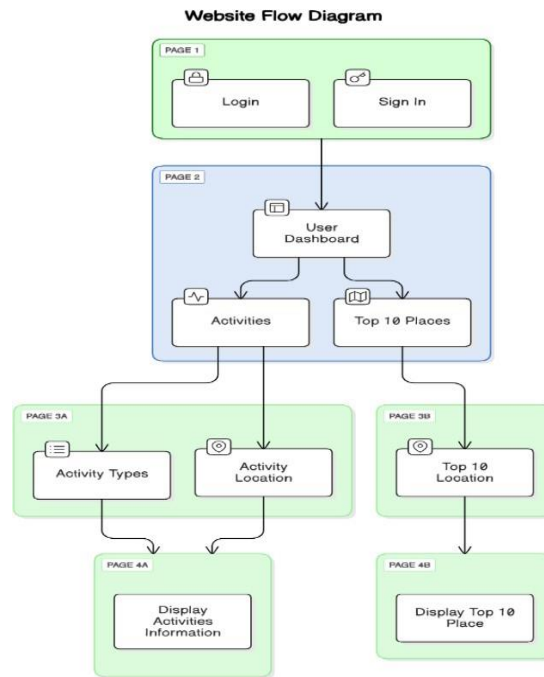 Website Flow Diagram
PAGE 1
Login
Sign In
PAGE 2
User
Dashboard
Activities
Top 10 Places
PAGE 3A
Activity Types
Activity
Location
PAGE 3B
Top 10
Location
PAGE 4A
Display
Activities
Information
PAGE 4B
Display Top 10
Place